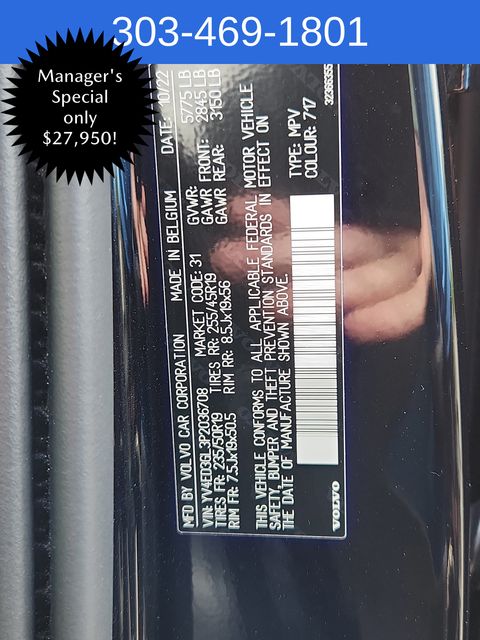 303-469-1801
Manager's
Special
only
$27,950!
MFD BY VOLVO CAR CORPORATION MADE IN BELGIUM DATE: 10/22
VIN: YV4ED3GL3P2036708 MARKET CODE: 31 GVWR: 5775 LB
TIRES FR: 235/50R19 TIRES RR: 255/45R19 GAWR FRONT: 2845 LB
RIM FR: 7.5Jx19x50.5 RIM RR: 8.5Jx19x56 GAWR REAR: 3150 LB
THIS VEHICLE CONFORMS TO ALL APPLICABLE FEDERAL MOTOR VEHICLE
SAFETY, BUMPER AND THEFT PREVENTION STANDARDS IN EFFECT ON
THE DATE OF MANUFACTURE SHOWN ABOVE.
TYPE: MPV
COLOUR: 717
VOLVO